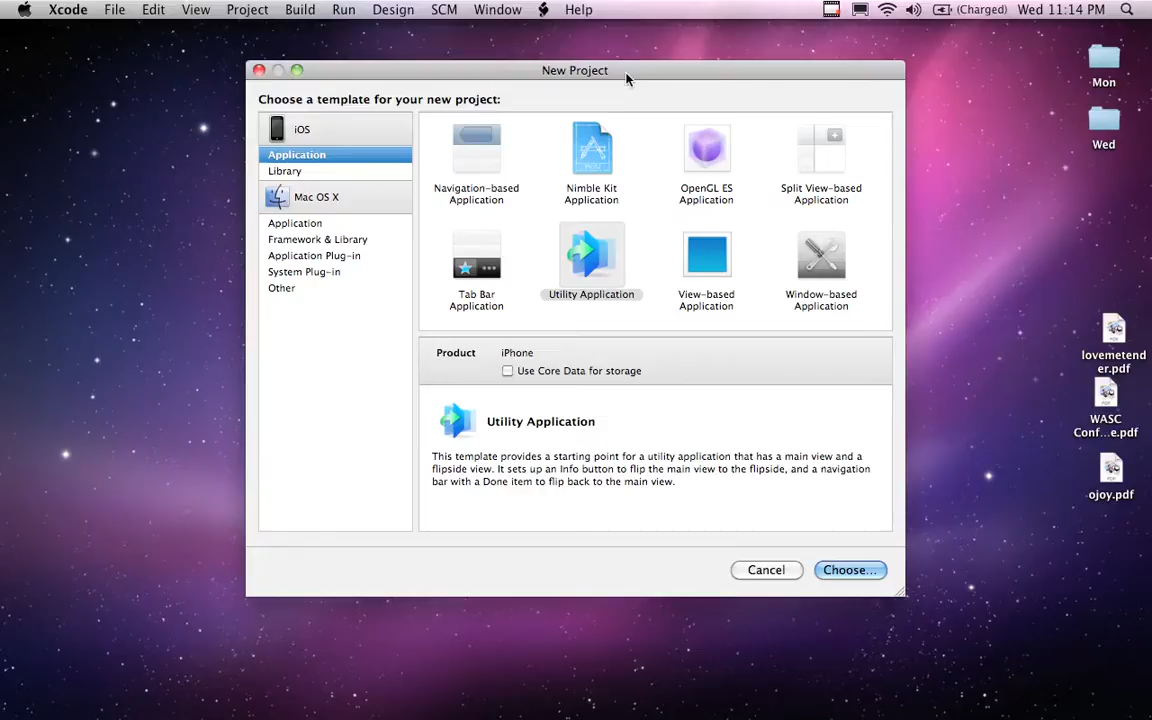 Xcode File Edit View Project Build Run Design SCM Window Help (Charged) Wed 11:14 PM
New Project
Choose a template for your new project:
iOS
Application
Library
Mac OS X
Application
Framework & Library
Application Plug-in
System Plug-in
Other
Navigation-based
Application
Nimble Kit
Application
OpenGL ES
Application
Split View-based
Application
Tab Bar
Application
Utility Application
View-based
Application
Window-based
Application
Product iPhone
Use Core Data for storage
Utility Application
This template provides a starting point for a utility application that has a main view and a
flipside view. It sets up an Info button to flip the main view to the flipside, and a navigation
bar with a Done item to flip back to the main view.
Cancel Choose...
Mon
Wed
lovemetend
er.pdf
WASC
Conf...e.pdf
ojoy.pdf